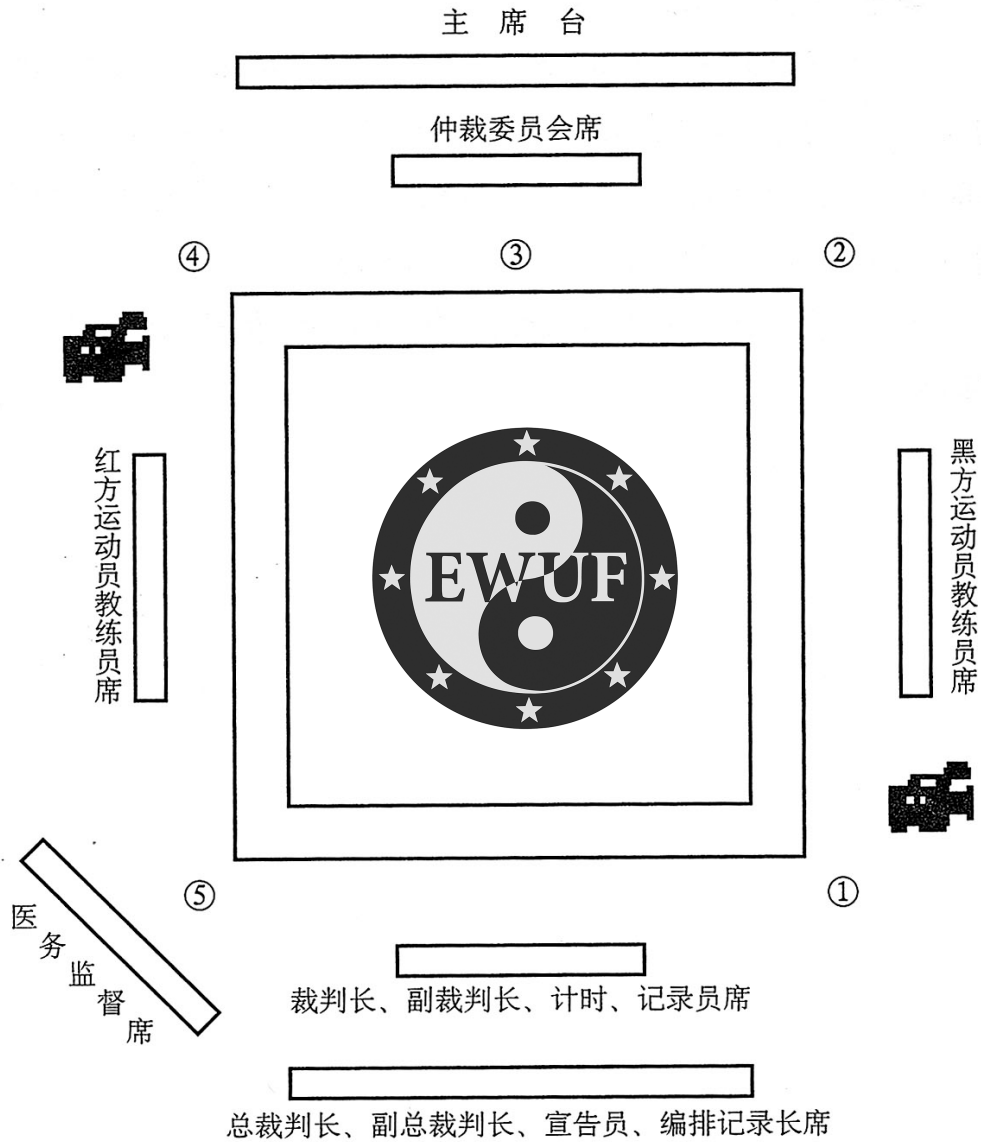 主席台
仲裁委员会席
④
③
②
红方运动员教练员席
EWUF
黑方运动员教练员席
⑤
①
医务监督席
裁判长、副裁判长、计时、记录员席
总裁判长、副总裁判长、宣告员、编排记录长席